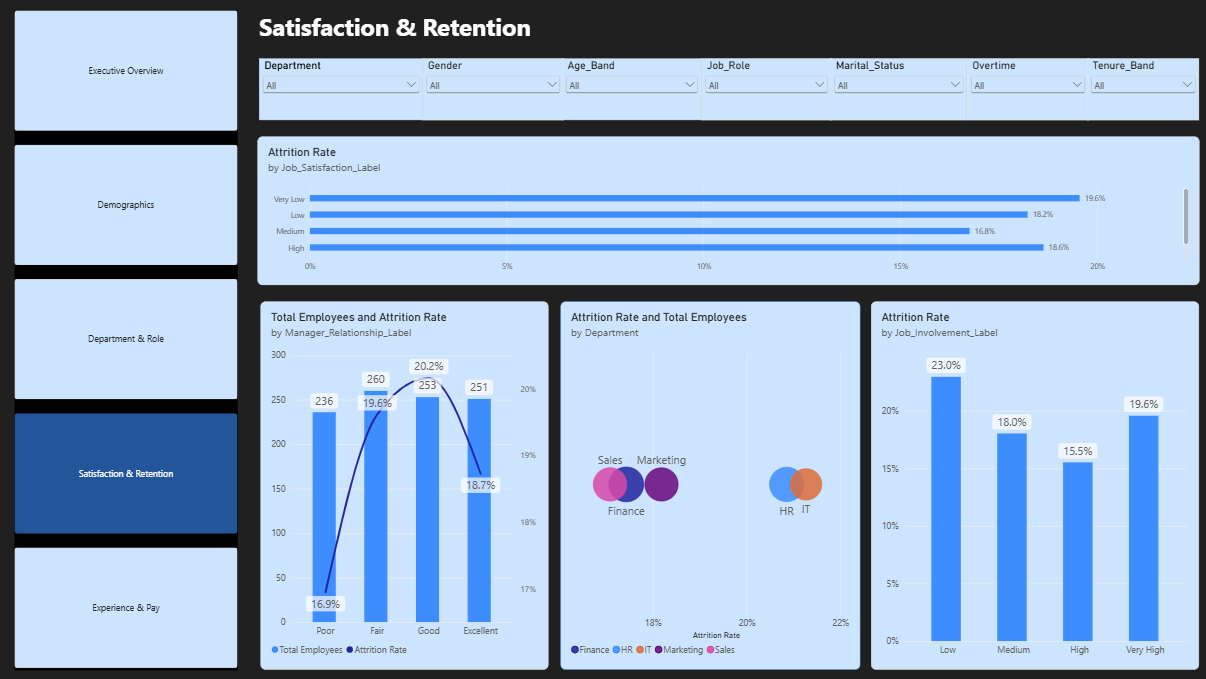 Executive Overview
Demographics
Department & Role
Satisfaction & Retention
Experience & Pay
Satisfaction & Retention
Department Gender Age_Band Job_Role Marital_Status Overtime Tenure_Band
All All All All All All All
Attrition Rate
by Job_Satisfaction_Label
Very Low 19.6%
Low 18.2%
Medium 16.8%
High 18.6%
0% 5% 10% 15% 20%
Total Employees and Attrition Rate
by Manager_Relationship_Label
300
250
200
150
100
50
0
236 260 253 251
16.9% 19.6% 20.2% 18.7%
20%
19%
18%
17%
Poor Fair Good Excellent
Total Employees Attrition Rate
Attrition Rate and Total Employees
by Department
Sales Marketing
Finance HR IT
18% 20% 22%
Attrition Rate
Finance HR IT Marketing Sales
Attrition Rate
by Job_Involvement_Label
20%
15%
10%
5%
0%
23.0% 18.0% 15.5% 19.6%
Low Medium High Very High